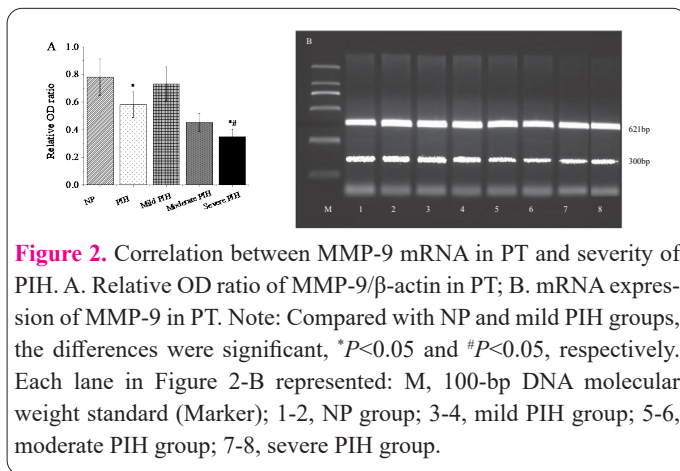 A
B
1.0
0.8
0.6
0.4
0.2
0.0
Relative OD ratio
*
*#
NP
PIH
Mild PIH
Moderate PIH
Severe PIH
621bp
300bp
M 1 2 3 4 5 6 7 8
Figure 2. Correlation between MMP-9 mRNA in PT and severity of
PIH. A. Relative OD ratio of MMP-9/β-actin in PT; B. mRNA expres-
sion of MMP-9 in PT. Note: Compared with NP and mild PIH groups,
the differences were significant, *P<0.05 and #P<0.05, respectively.
Each lane in Figure 2-B represented: M, 100-bp DNA molecular
weight standard (Marker); 1-2, NP group; 3-4, mild PIH group; 5-6,
moderate PIH group; 7-8, severe PIH group.